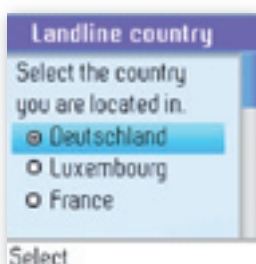 Landline country
Select the country
you are located in.
Deutschland
Luxembourg
France
Select